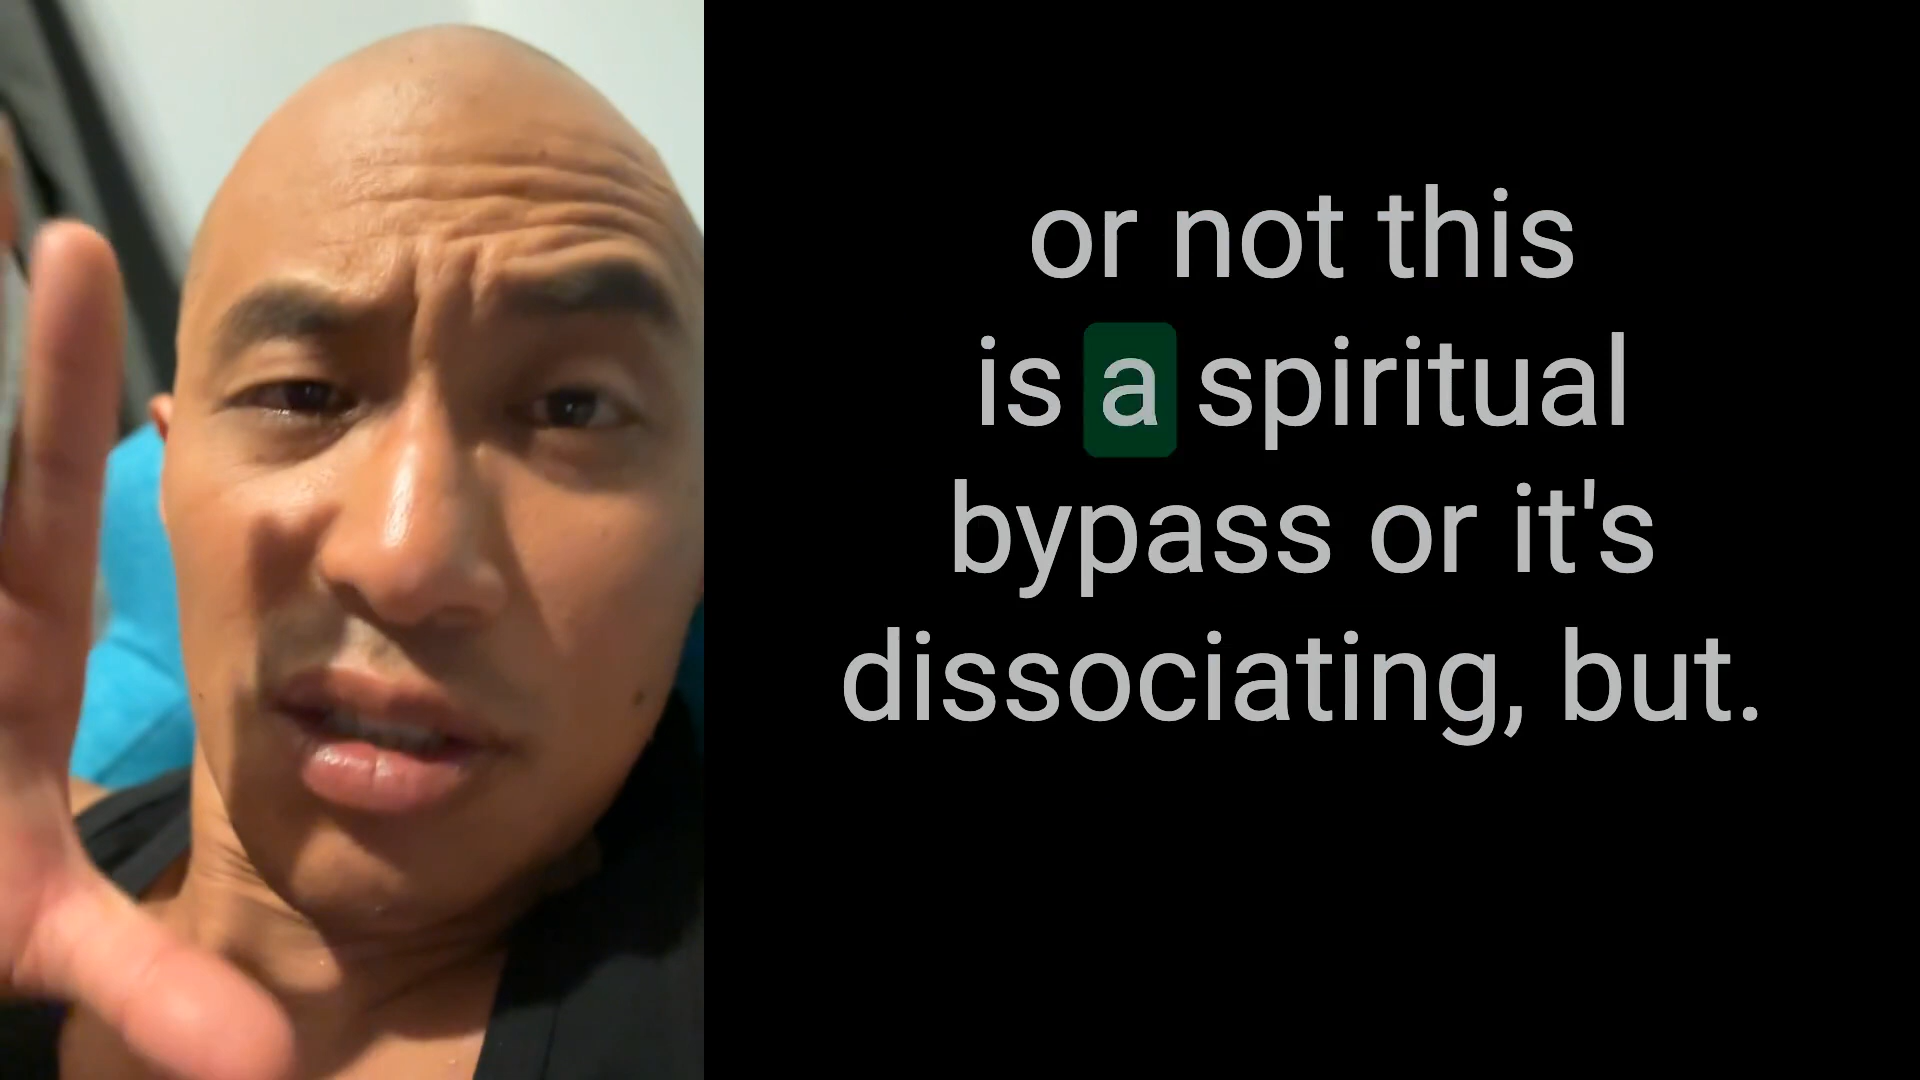 or not this
is a spiritual
bypass or it's
dissociating, but.